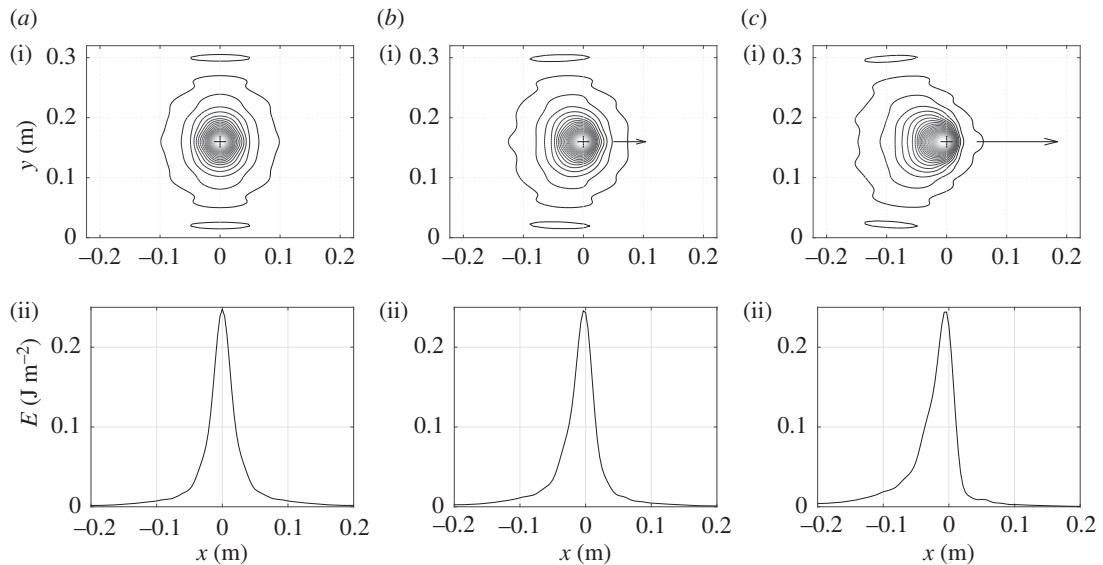 (a) (b) (c)
(i) (i) (i)
0.3 0.3 0.3
0.2 0.2 0.2
y (m)
0.1 0.1 0.1
0 0 0
−0.2 −0.1 0 0.1 0.2 −0.2 −0.1 0 0.1 0.2 −0.2 −0.1 0 0.1 0.2
(ii) (ii) (ii)
0.2 0.2 0.2
E (J m⁻²)
0.1 0.1 0.1
0 0 0
−0.2 −0.1 0 0.1 0.2 −0.2 −0.1 0 0.1 0.2 −0.2 −0.1 0 0.1 0.2
x (m) x (m) x (m)